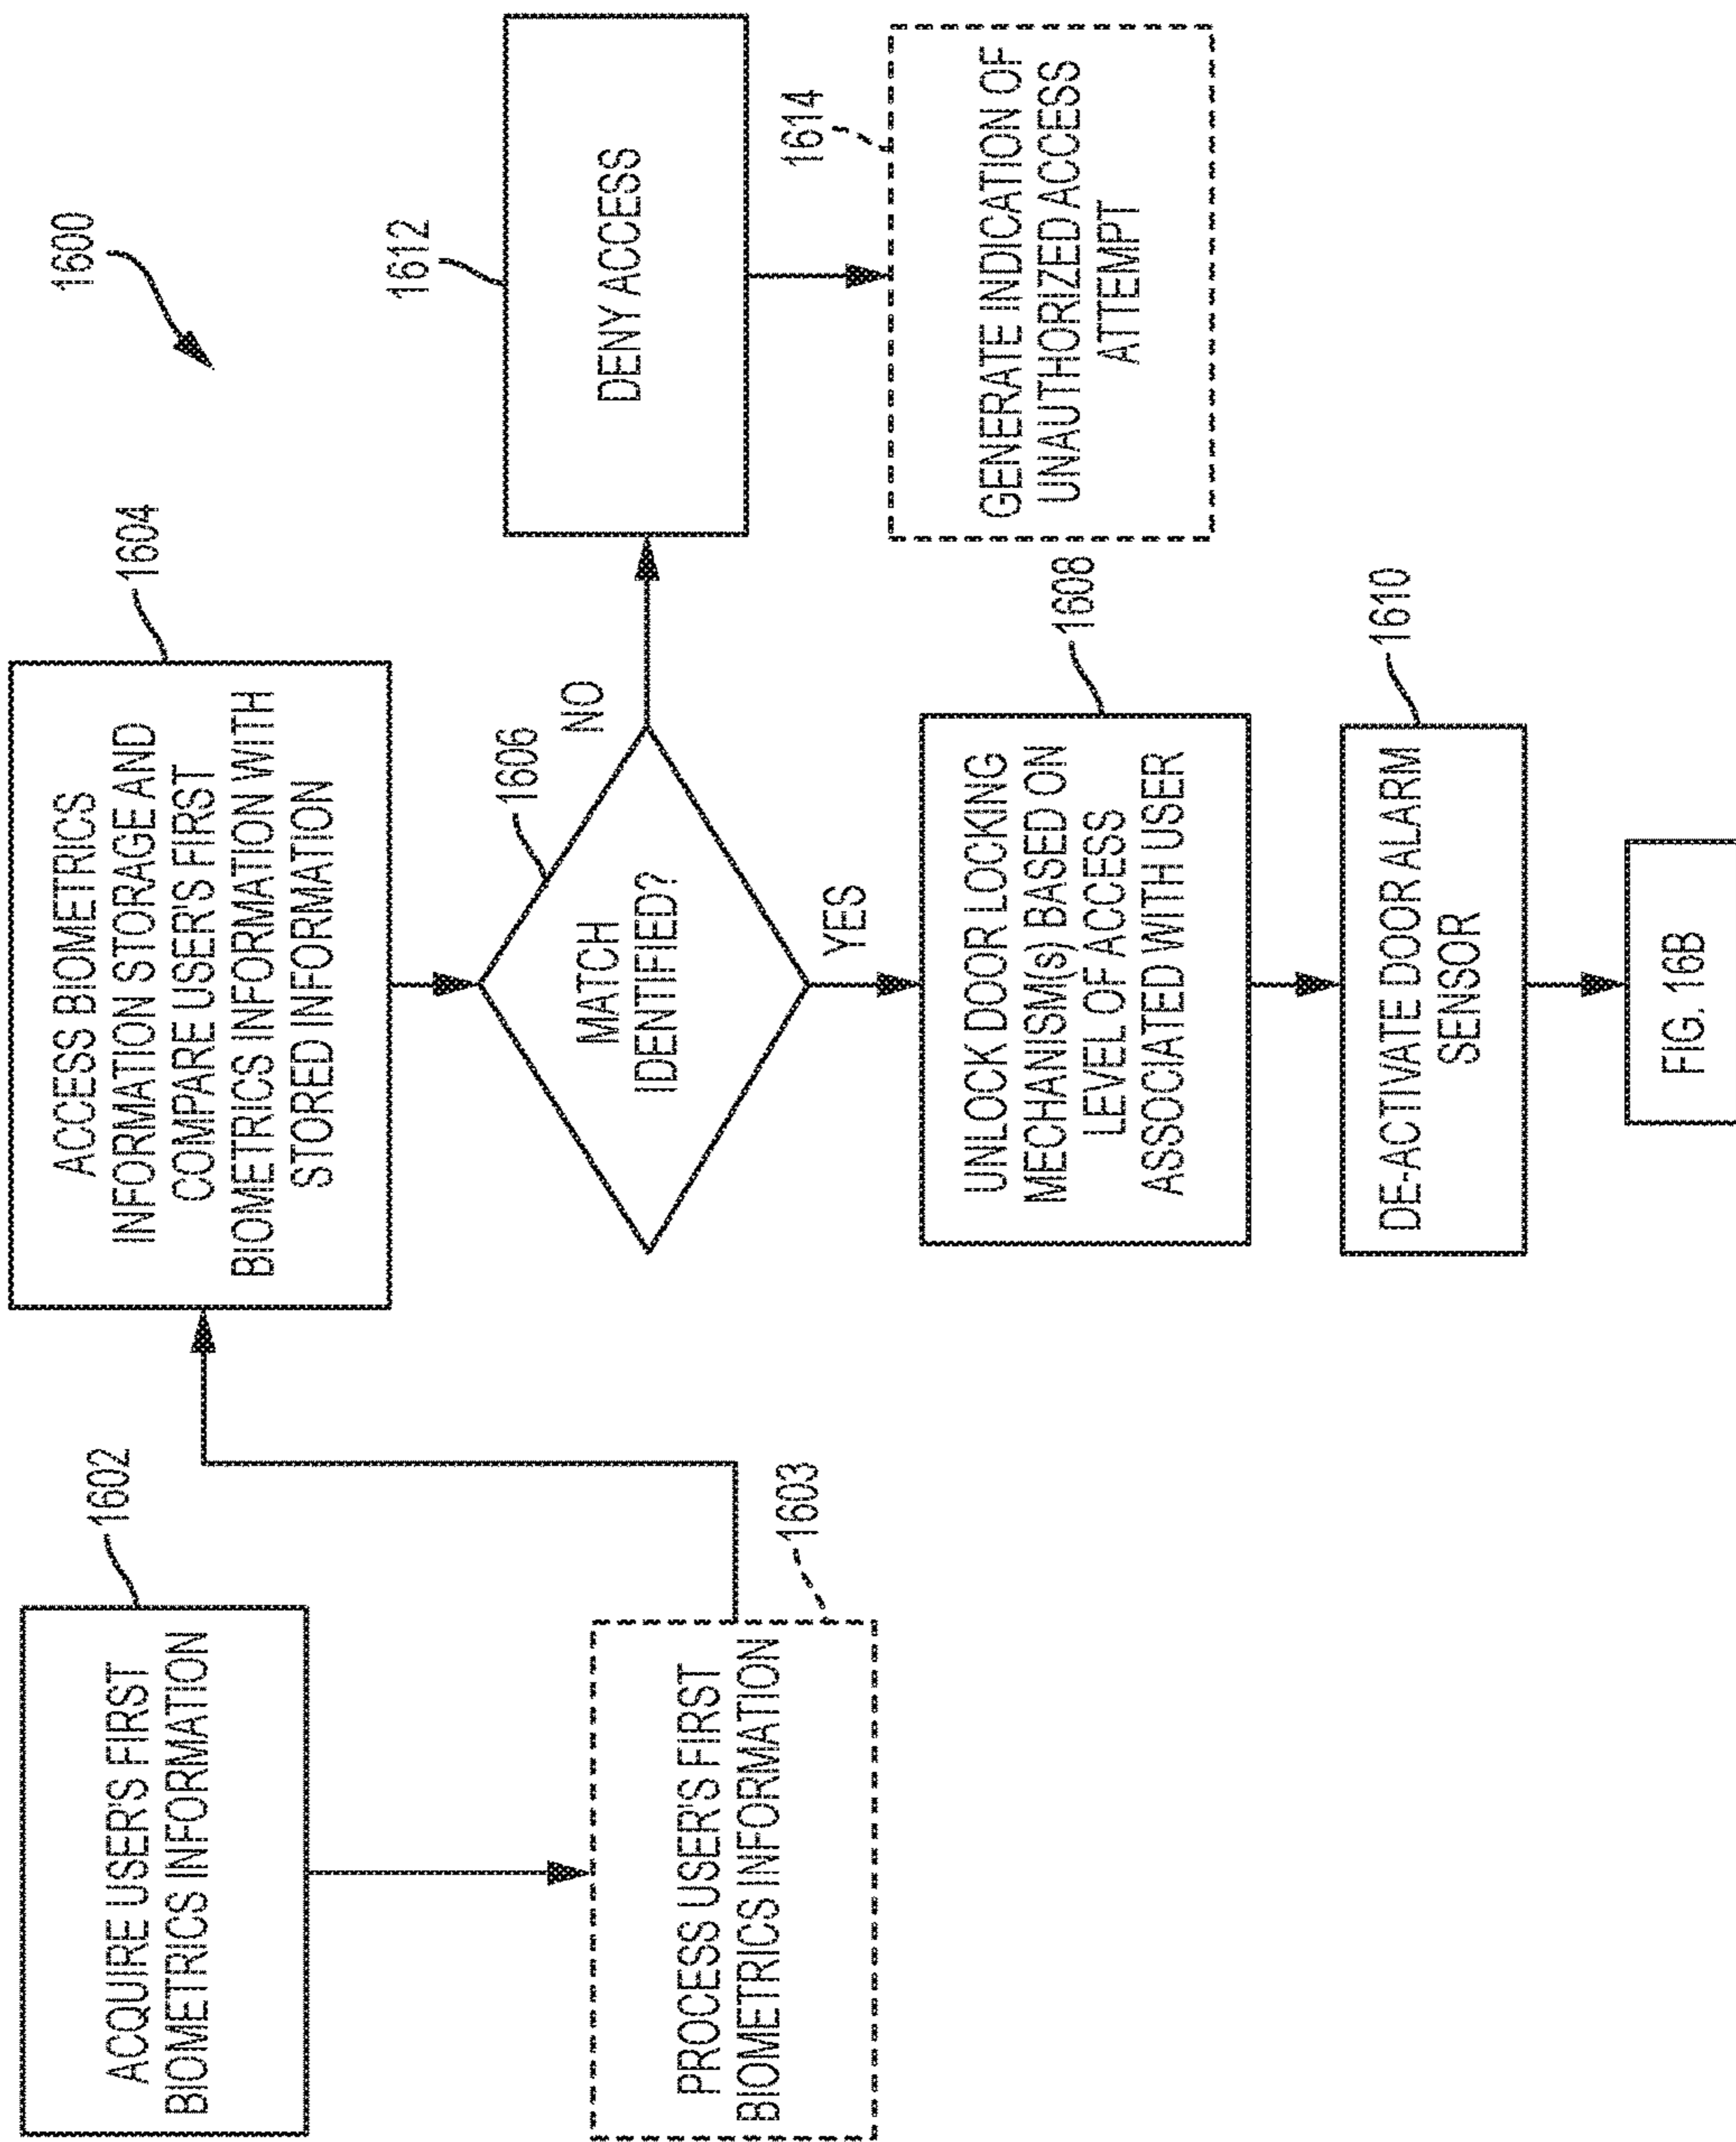 1600
1602
ACQUIRE USER'S FIRST
BIOMETRICS INFORMATION
1603
PROCESS USER'S FIRST
BIOMETRICS INFORMATION
1604
ACCESS BIOMETRICS
INFORMATION STORAGE AND
COMPARE USER'S FIRST
BIOMETRICS INFORMATION WITH
STORED INFORMATION
1606
MATCH
IDENTIFIED?
NO
YES
1612
DENY ACCESS
1614
GENERATE INDICATION OF
UNAUTHORIZED ACCESS
ATTEMPT
1608
UNLOCK DOOR LOCKING
MECHANISM(s) BASED ON
LEVEL OF ACCESS
ASSOCIATED WITH USER
1610
DE-ACTIVATE DOOR ALARM
SENSOR
FIG. 16B